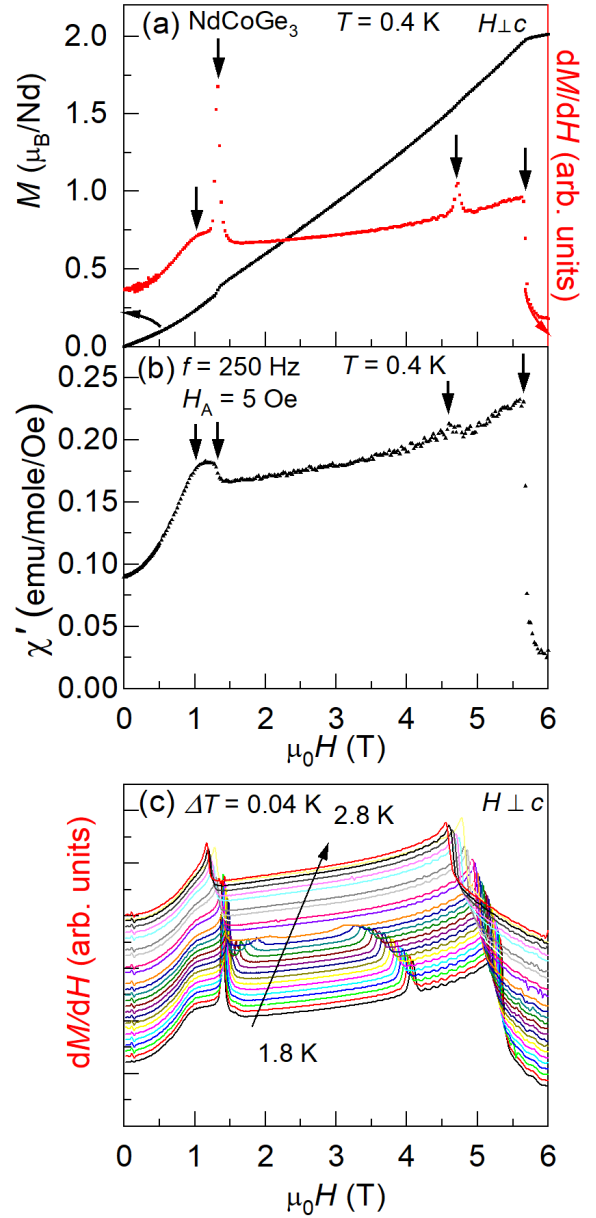 (a) NdCoGe3 T = 0.4 K H⊥c
2.0
1.5
1.0
0.5
0.0
M (μB/Nd)
dM/dH (arb. units)
(b) f = 250 Hz T = 0.4 K
HA = 5 Oe
0.25
0.20
0.15
0.10
0.05
0.00
χ′ (emu/mole/Oe)
0 1 2 3 4 5 6
μ0H (T)
(c) ΔT = 0.04 K H ⊥ c
2.8 K
1.8 K
dM/dH (arb. units)
0 1 2 3 4 5 6
μ0H (T)